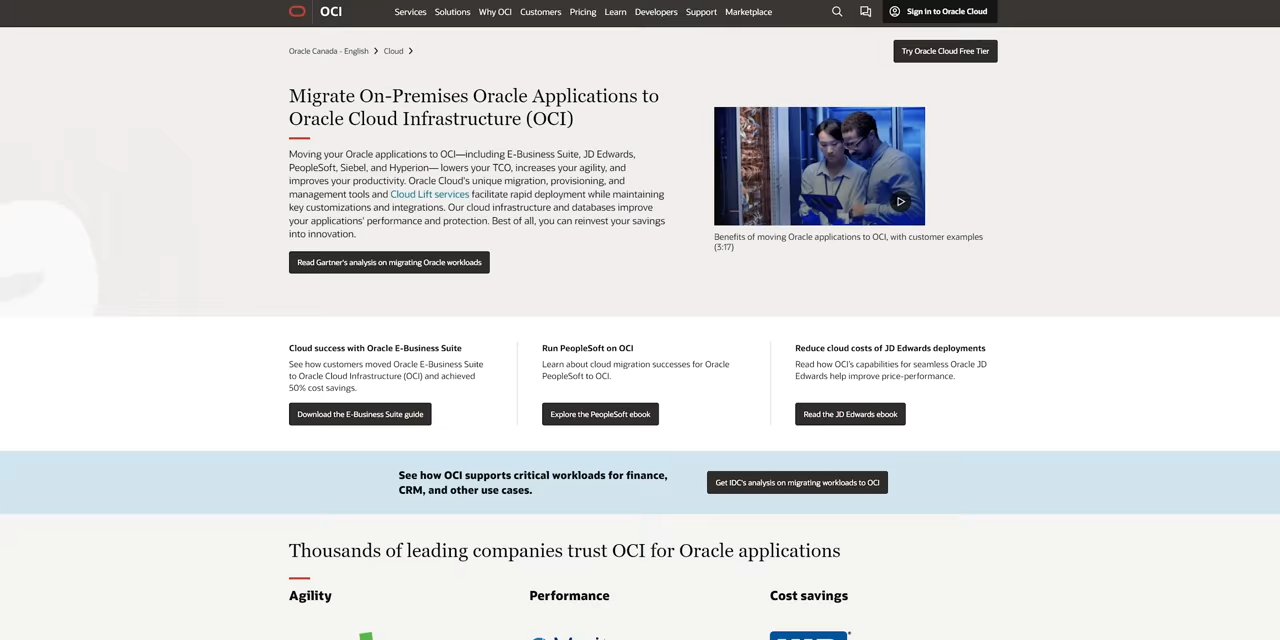 OCI
Services Solutions Why OCI Customers Pricing Learn Developers Support Marketplace
Sign in to Oracle Cloud
Oracle Canada - English
Cloud
Try Oracle Cloud Free Tier
Migrate On-Premises Oracle Applications to
Oracle Cloud Infrastructure (OCI)
Moving your Oracle applications to OCI—including E-Business Suite, JD Edwards,
PeopleSoft, Siebel, and Hyperion— lowers your TCO, increases your agility, and
improves your productivity. Oracle Cloud's unique migration, provisioning, and
management tools and Cloud Lift services facilitate rapid deployment while maintaining
key customizations and integrations. Our cloud infrastructure and databases improve
your applications' performance and protection. Best of all, you can reinvest your savings
into innovation.
Read Gartner's analysis on migrating Oracle workloads
Benefits of moving Oracle applications to OCI, with customer examples
(3:17)
Cloud success with Oracle E-Business Suite
See how customers moved Oracle E-Business Suite
to Oracle Cloud Infrastructure (OCI) and achieved
50% cost savings.
Download the E-Business Suite guide
Run PeopleSoft on OCI
Learn about cloud migration successes for Oracle
PeopleSoft to OCI.
Explore the PeopleSoft ebook
Reduce cloud costs of JD Edwards deployments
Read how OCI's capabilities for seamless Oracle JD
Edwards help improve price-performance.
Read the JD Edwards ebook
See how OCI supports critical workloads for finance,
CRM, and other use cases.
Get IDC's analysis on migrating workloads to OCI
Thousands of leading companies trust OCI for Oracle applications
Agility
Performance
Cost savings